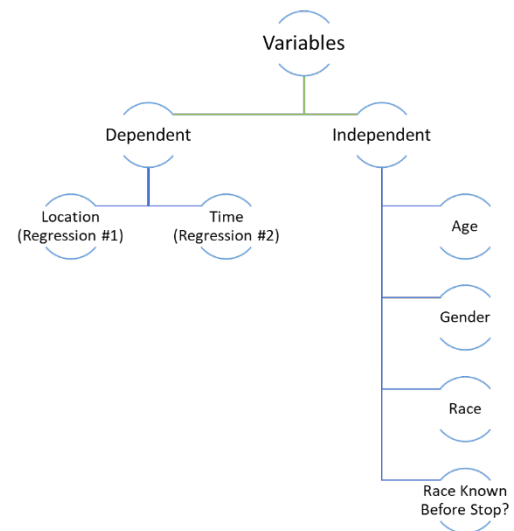 Variables
Dependent
Independent
Location
(Regression #1)
Time
(Regression #2)
Age
Gender
Race
Race Known
Before Stop?